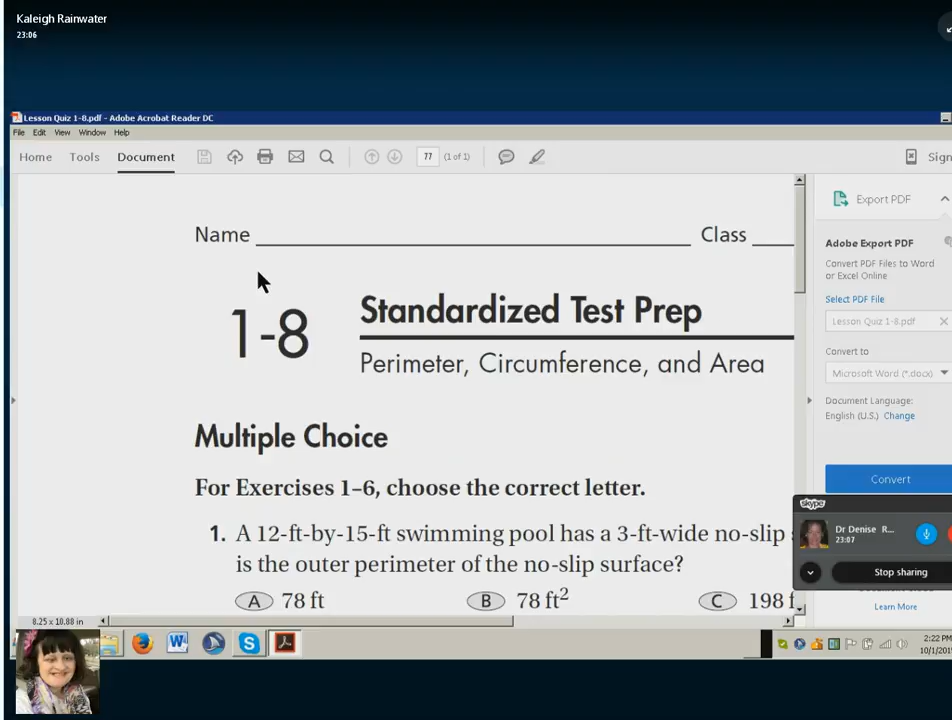 Kaleigh Rainwater
23:06
Lesson Quiz 1-8.pdf - Adobe Acrobat Reader DC
File Edit View Window Help
Home Tools Document 77 (1 of 1) Sign
Export PDF
Name Class
Adobe Export PDF
Convert PDF Files to Word
or Excel Online
Select PDF File
Lesson Quiz 1-8.pdf
Convert to
Microsoft Word (*.docx)
Document Language:
English (U.S.) Change
Convert
1-8 Standardized Test Prep
Perimeter, Circumference, and Area
Multiple Choice
For Exercises 1–6, choose the correct letter.
1. A 12-ft-by-15-ft swimming pool has a 3-ft-wide no-slip
is the outer perimeter of the no-slip surface?
A 78 ft B 78 ft² C 198 f
skype
Dr Denise R...
23:07
Stop sharing
Learn More
8.25 x 10.88 in
2:22 PM
10/1/201